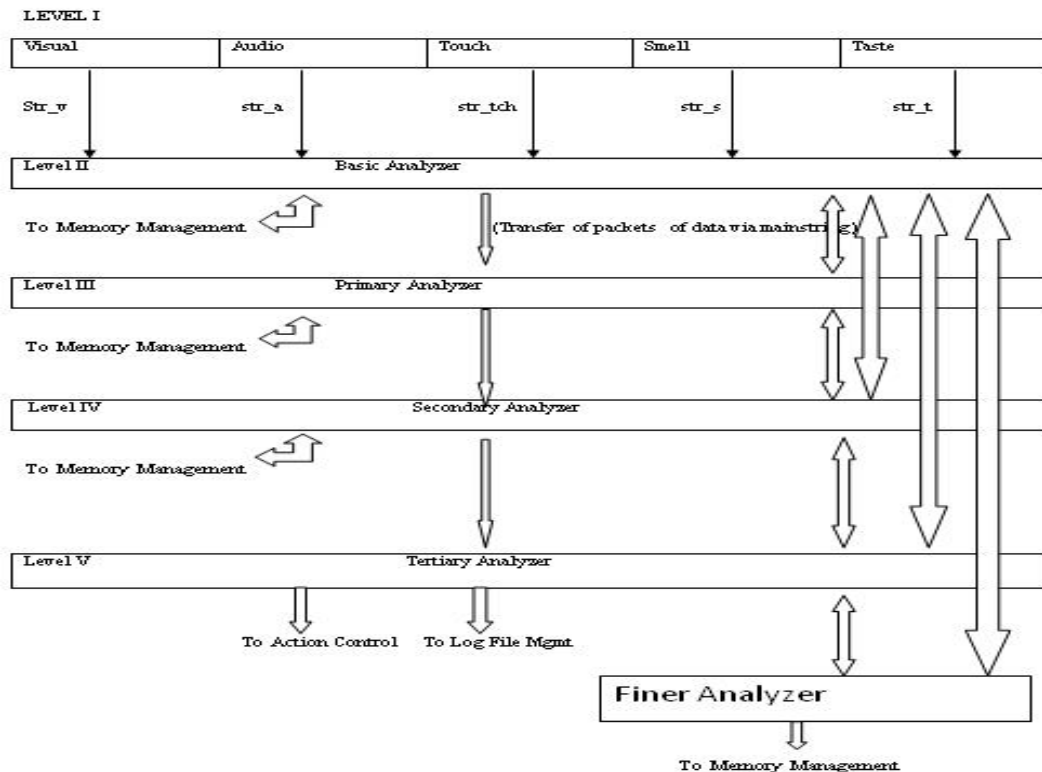 LEVEL I
Visual Audio Touch Smell Taste
Str_v str_a str_tch str_s str_t
Level II Basic Analyzer
To Memory Management (Transfer of packets of data via mainstring)
Level III Primary Analyzer
To Memory Management
Level IV Secondary Analyzer
To Memory Management
Level V Tertiary Analyzer
To Action Control To Log File Mgmt
Finer Analyzer
To Memory Management